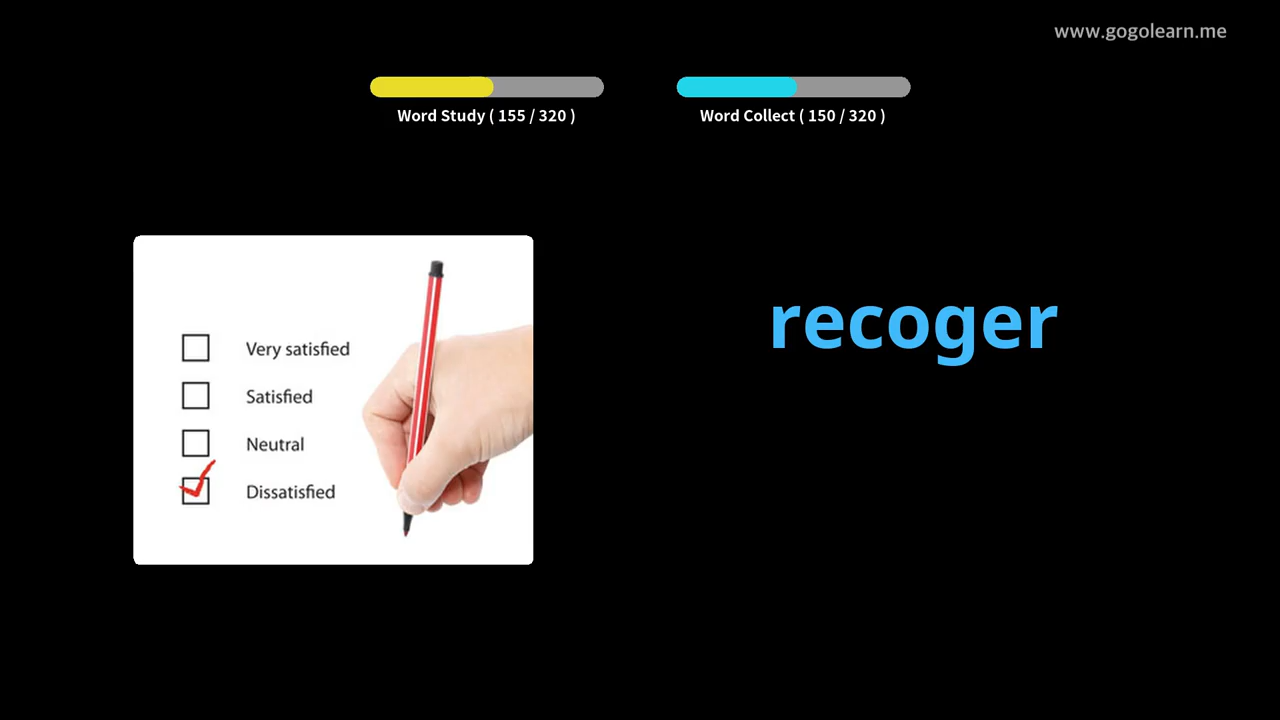 www.gogolearn.me
Word Study ( 155 / 320 )
Word Collect ( 150 / 320 )
recoger
Very satisfied
Satisfied
Neutral
Dissatisfied